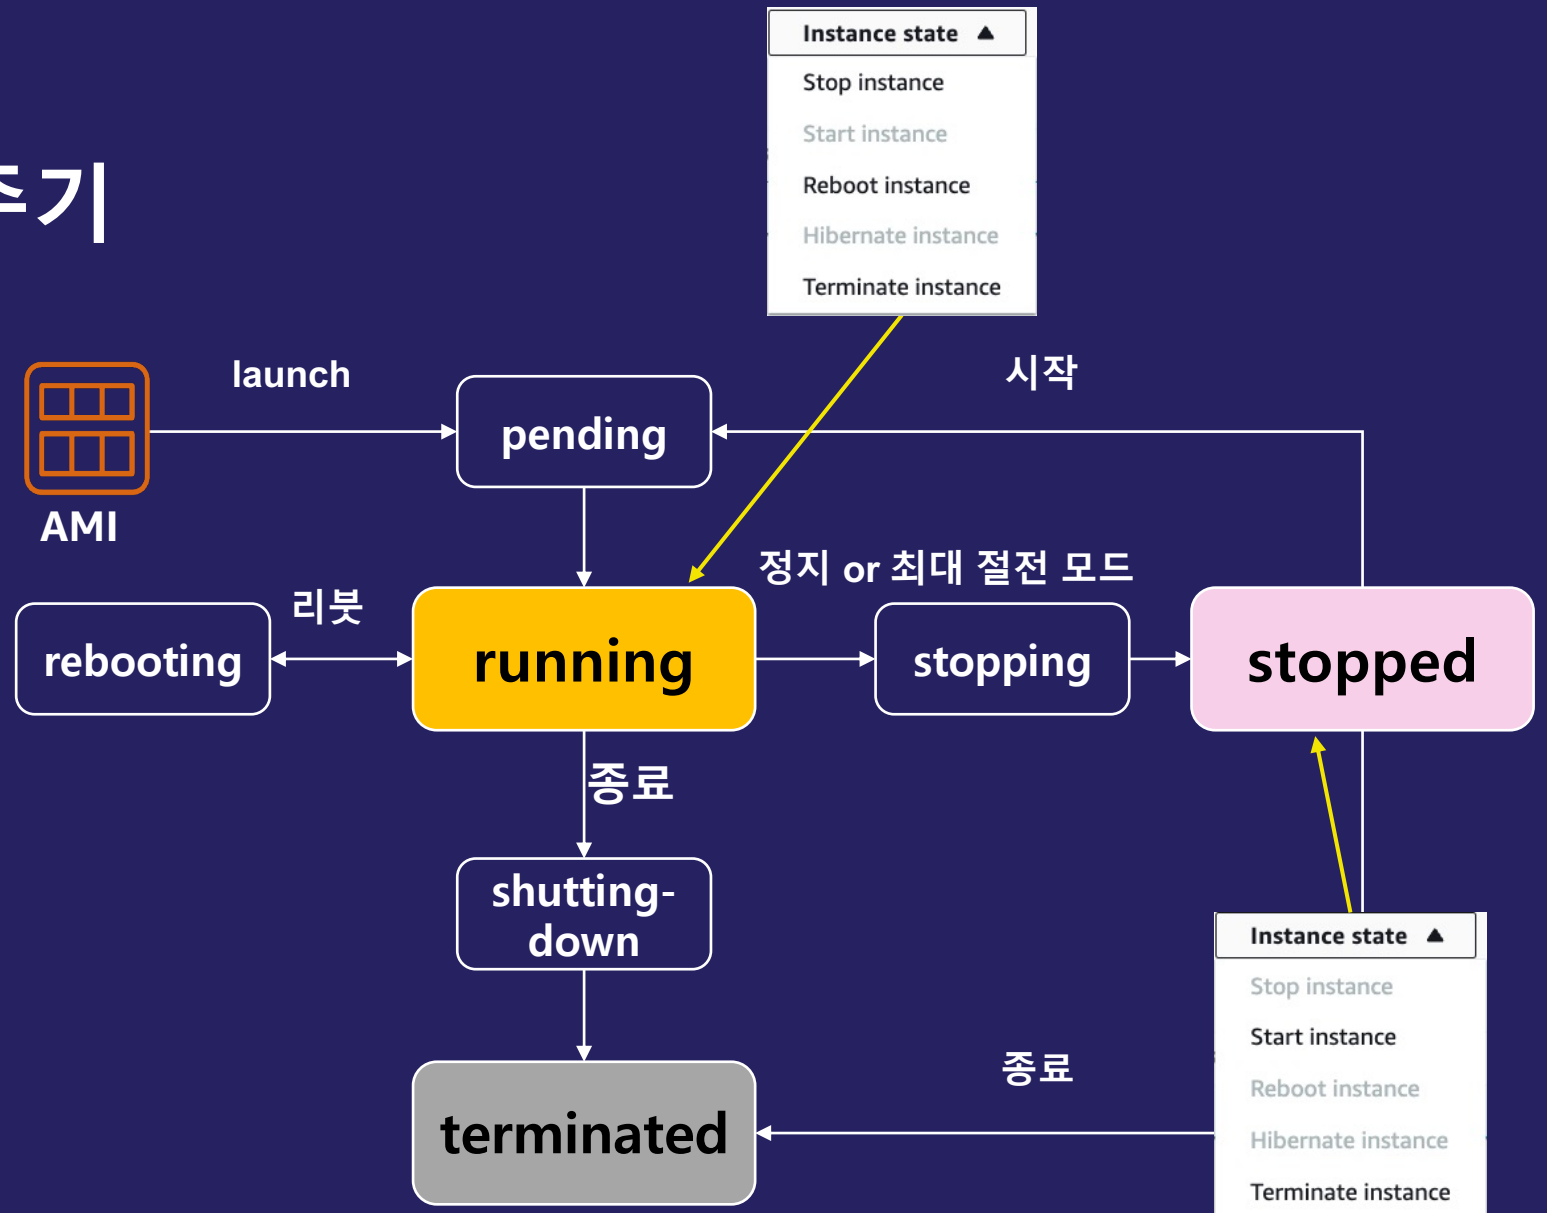 Instance state
Stop instance
Start instance
Reboot instance
Hibernate instance
Terminate instance
주기
launch
시작
pending
AMI
정지 or 최대 절전 모드
리붓
rebooting
running
stopping
stopped
종료
shutting-
down
Instance state
Stop instance
Start instance
Reboot instance
Hibernate instance
Terminate instance
종료
terminated